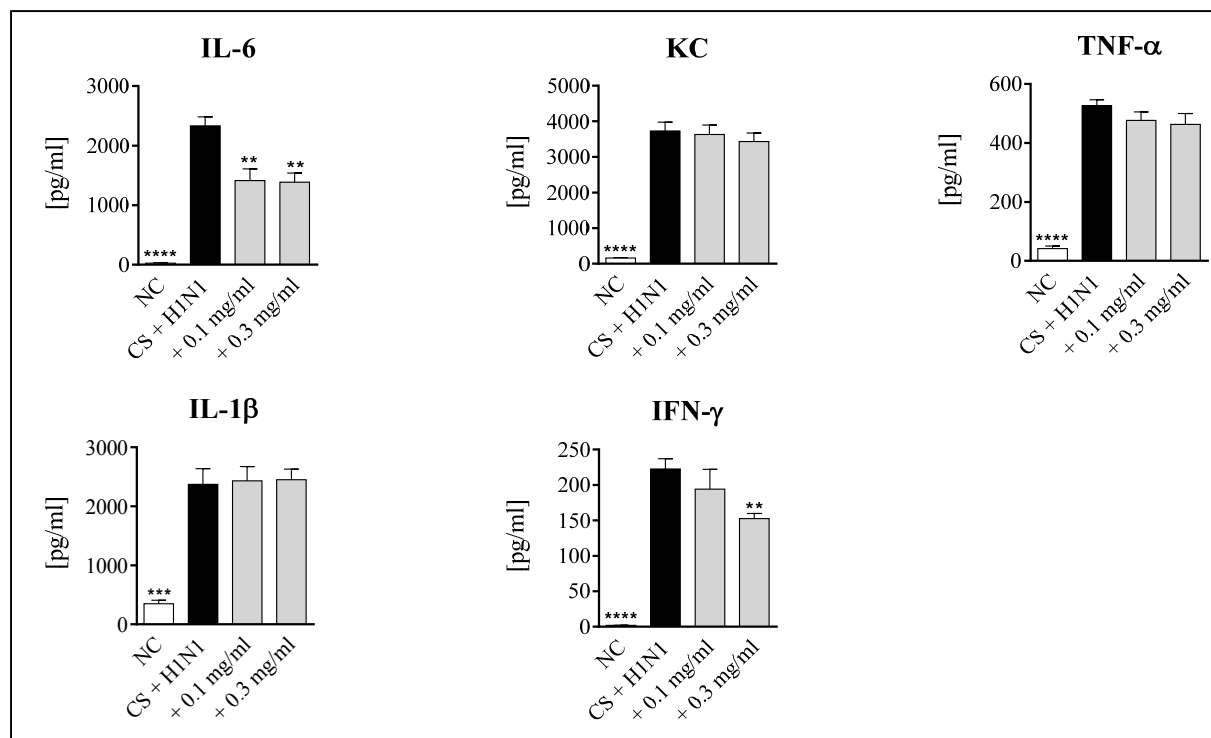 IL-6
[pg/ml]
3000
2000
1000
0
****
**
**
NC
CS + H1N1
+ 0.1 mg/ml
+ 0.3 mg/ml
KC
[pg/ml]
5000
4000
3000
2000
1000
0
****
NC
CS + H1N1
+ 0.1 mg/ml
+ 0.3 mg/ml
TNF-α
[pg/ml]
600
400
200
0
****
NC
CS + H1N1
+ 0.1 mg/ml
+ 0.3 mg/ml
IL-1β
[pg/ml]
3000
2000
1000
0
***
NC
CS + H1N1
+ 0.1 mg/ml
+ 0.3 mg/ml
IFN-γ
[pg/ml]
250
200
150
100
50
0
****
**
NC
CS + H1N1
+ 0.1 mg/ml
+ 0.3 mg/ml